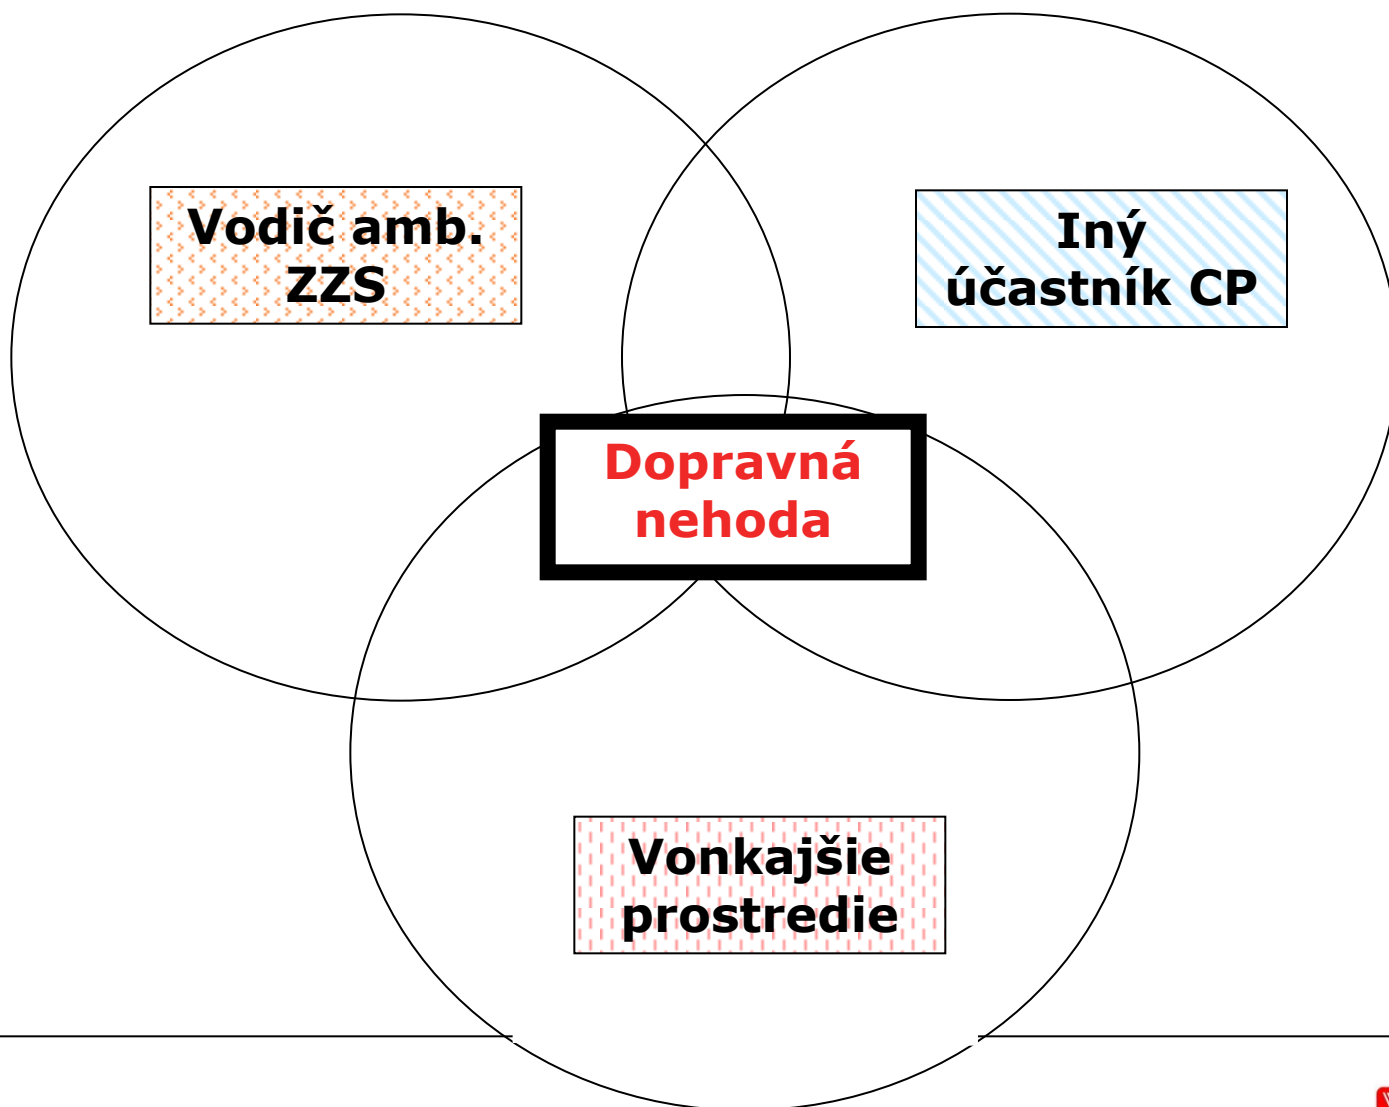 Vodič amb.
ZZS
Iný
účastník CP
Dopravná
nehoda
Vonkajšie
prostredie